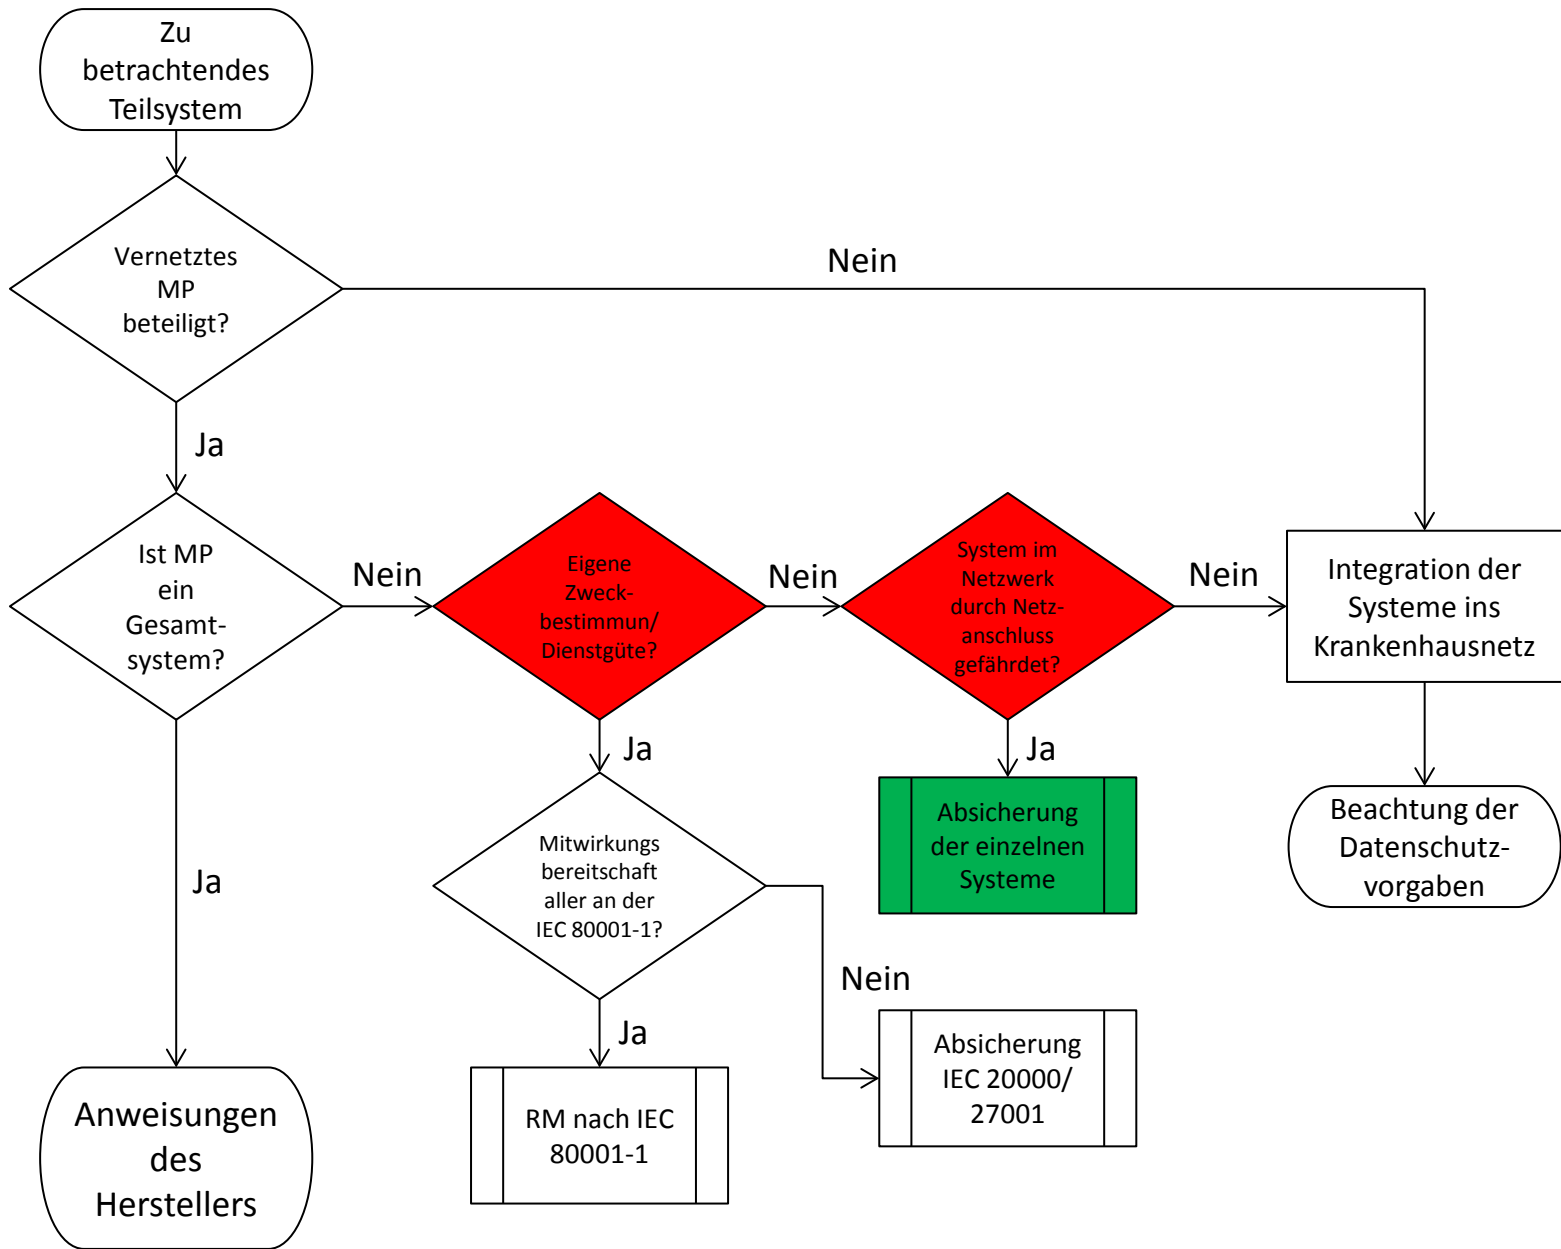 Zu
betrachtendes
Teilsystem
Vernetztes
MP
beteiligt?
Nein
Ja
Ist MP
ein
Gesamt-
system?
Nein
Eigene
Zweck-
bestimmun/
Dienstgüte?
Nein
System im
Netzwerk
durch Netz-
anschluss
gefährdet?
Nein
Integration der
Systeme ins
Krankenhausnetz
Ja
Ja
Ja
Mitwirkungs
bereitschaft
aller an der
IEC 80001-1?
Absicherung
der einzelnen
Systeme
Beachtung der
Datenschutz-
vorgaben
Nein
Ja
Absicherung
IEC 20000/
27001
RM nach IEC
80001-1
Anweisungen
des
Herstellers